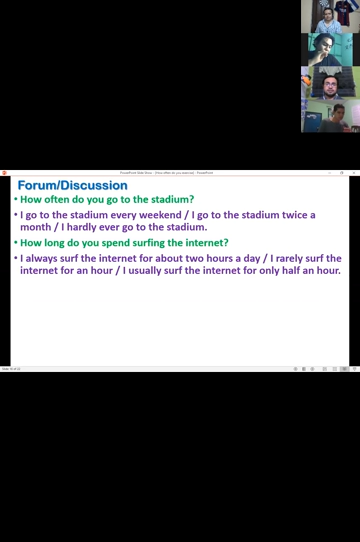 Forum/Discussion
• How often do you go to the stadium?
• I go to the stadium every weekend / I go to the stadium twice a
month / I hardly ever go to the stadium.
• How long do you spend surfing the internet?
• I always surf the internet for about two hours a day / I rarely surf the
internet for an hour / I usually surf the internet for only half an hour.